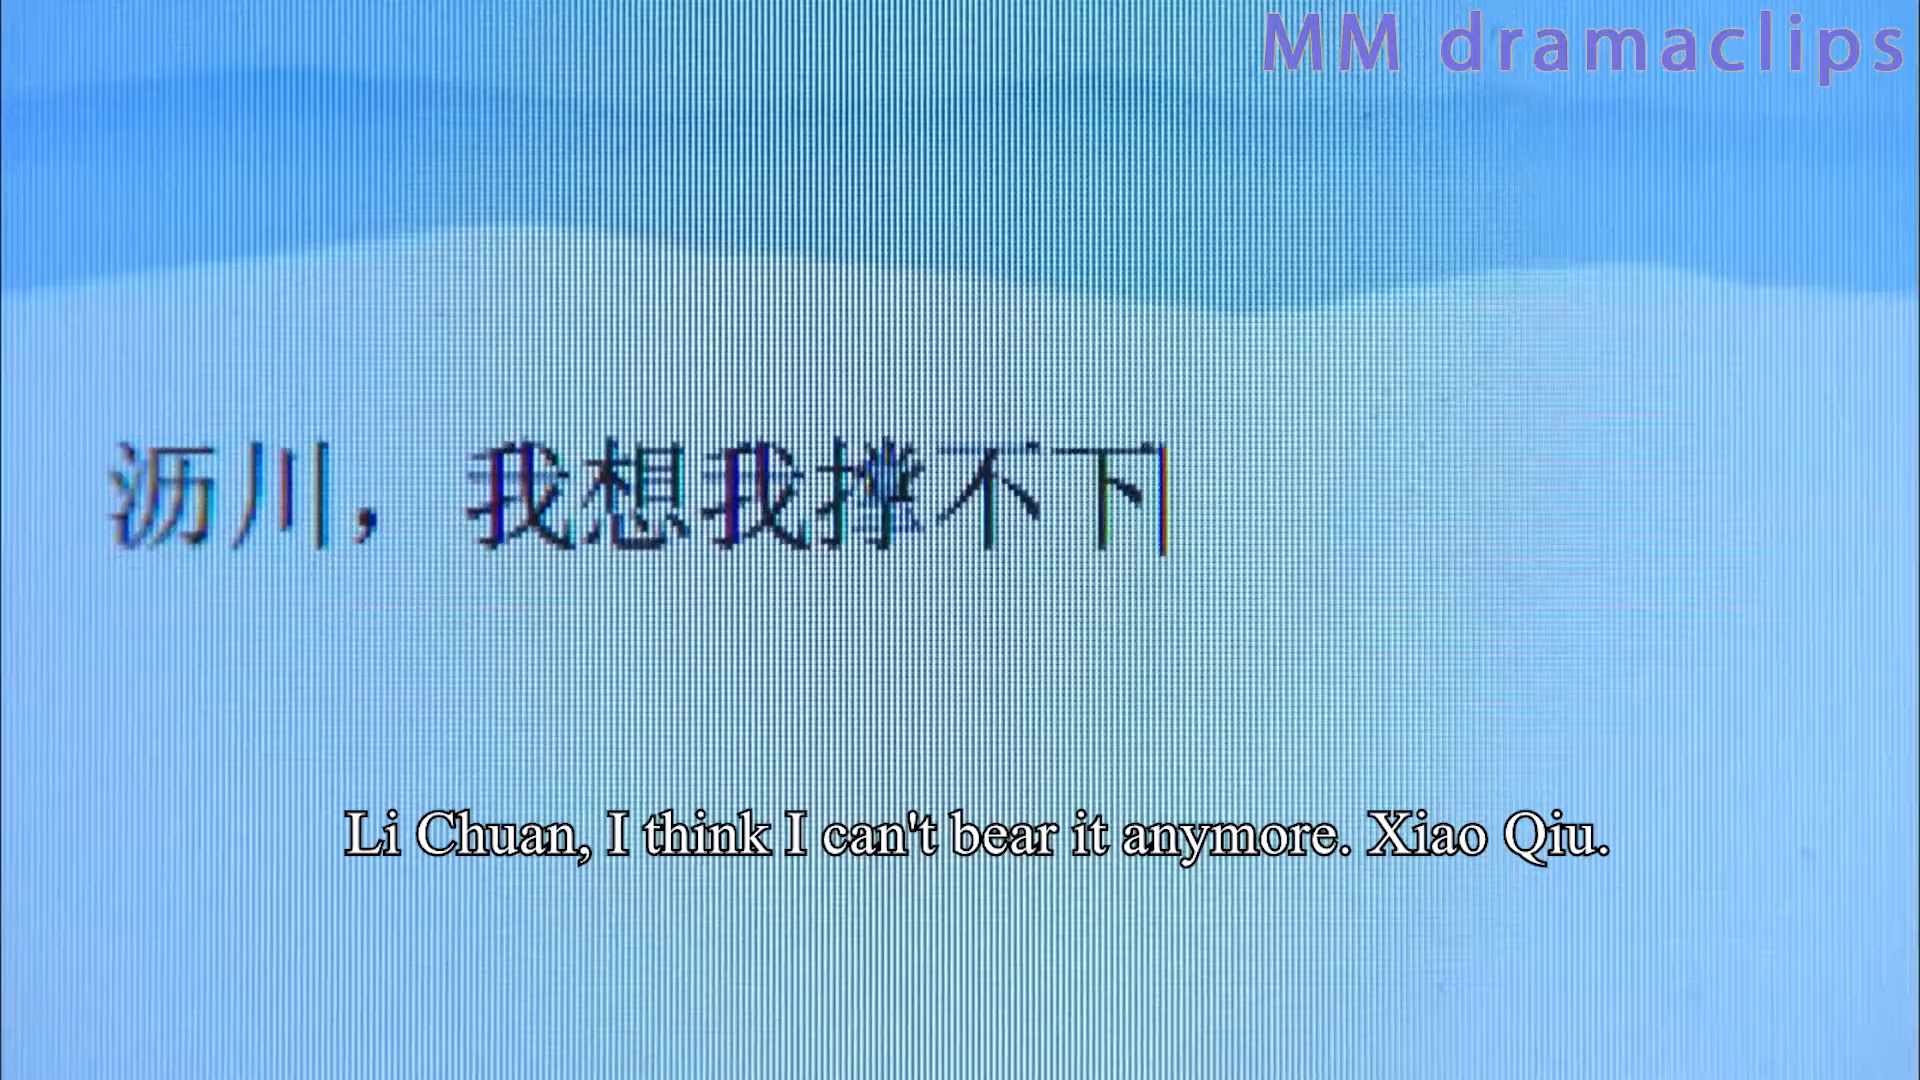 MM dramaclips
沥川，我想我撑不下
Li Chuan, I think I can't bear it anymore. Xiao Qiu.